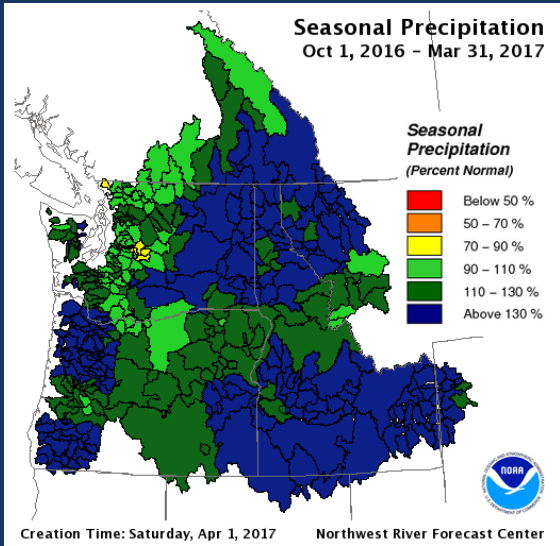 Seasonal Precipitation
Oct 1, 2016 – Mar 31, 2017
Seasonal
Precipitation
(Percent Normal)
Below 50 %
50 – 70 %
70 – 90 %
90 – 110 %
110 – 130 %
Above 130 %
NOAA
Creation Time: Saturday, Apr 1, 2017
Northwest River Forecast Center